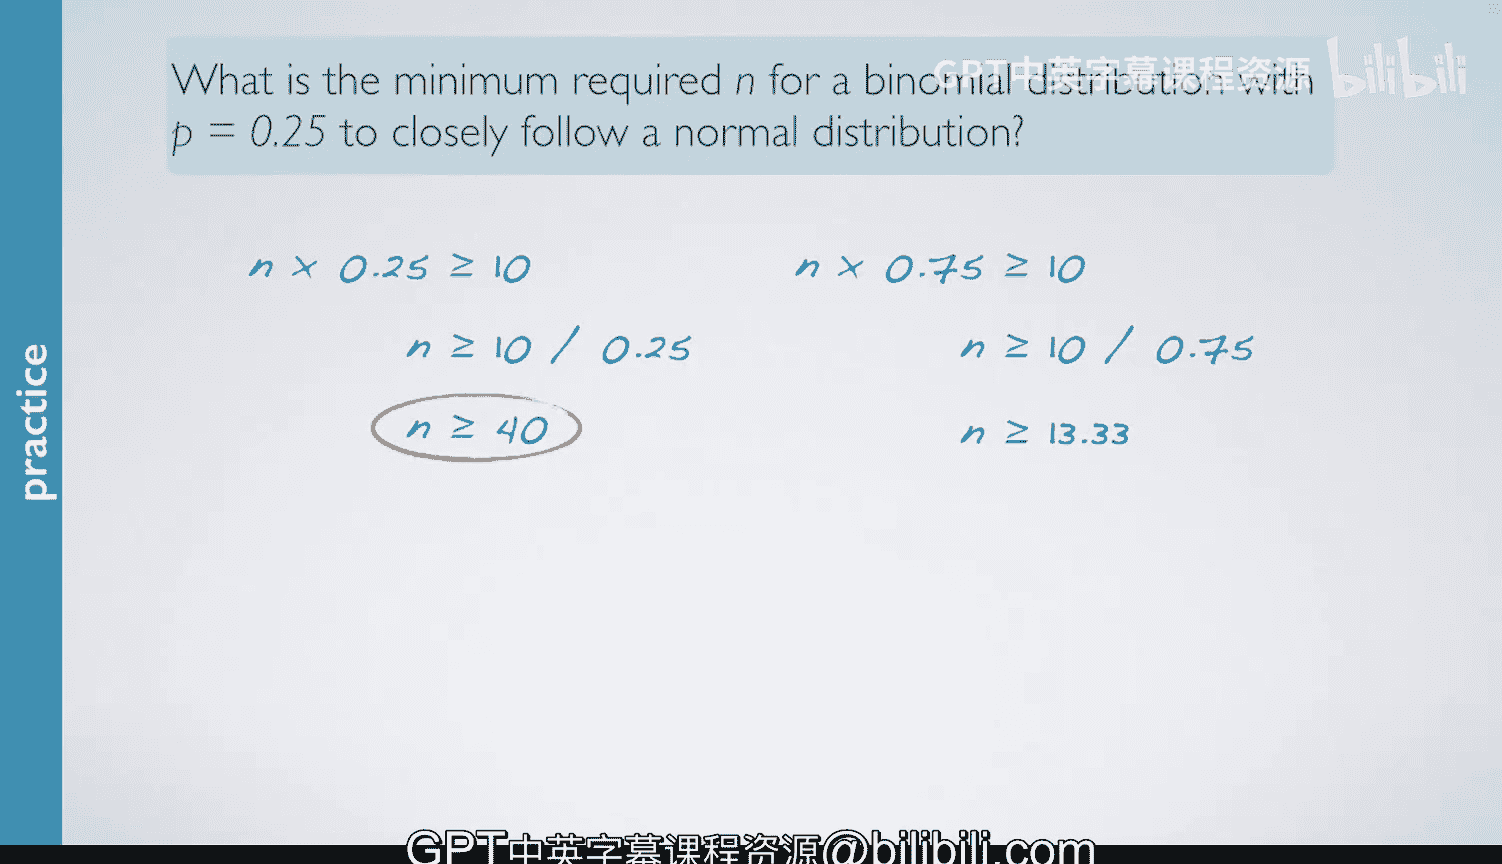 What is the minimum required n for a binomial distribution with
p = 0.25 to closely follow a normal distribution?
GPT中英字幕课程资源 bilibili
n × 0.25 ≥ 10
n ≥ 10 / 0.25
n ≥ 40
n × 0.75 ≥ 10
n ≥ 10 / 0.75
n ≥ 13.33
practice
GPT中英字幕课程资源@bilibili.com